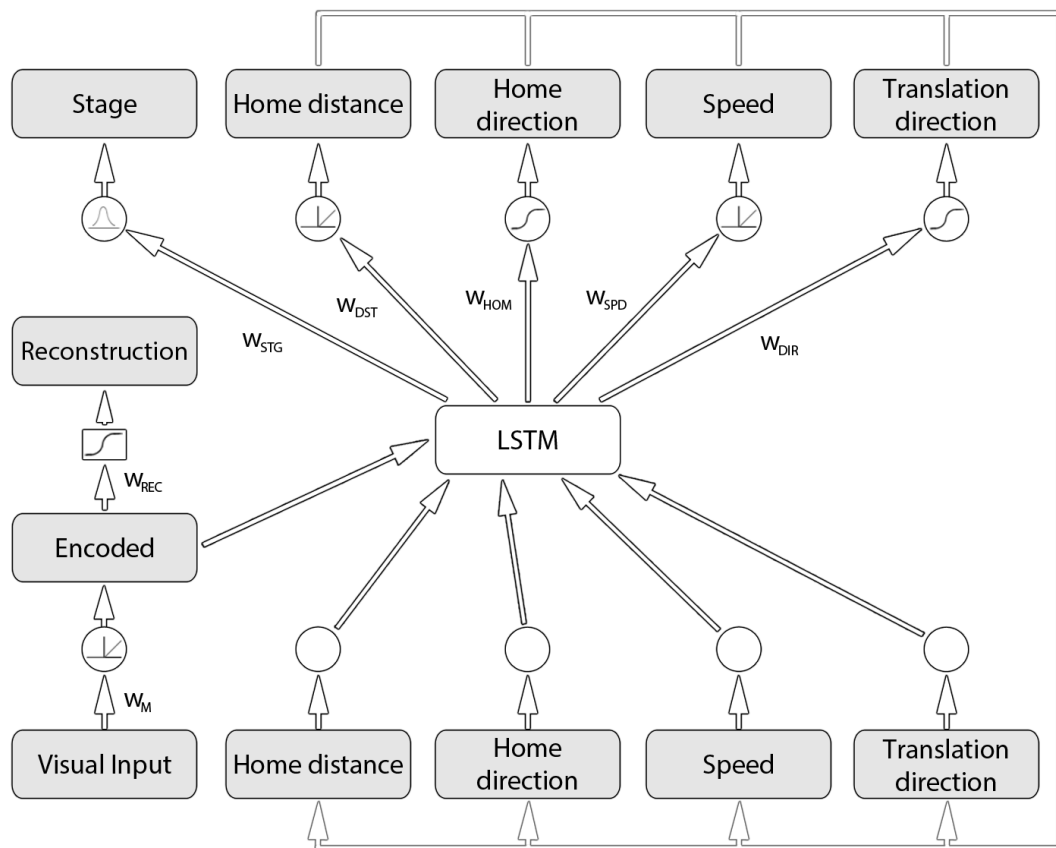 Stage
Home distance
Home
direction
Speed
Translation
direction
W_DST
W_HOM
W_SPD
W_STG
W_DIR
Reconstruction
LSTM
W_REC
Encoded
W_M
Visual Input
Home distance
Home
direction
Speed
Translation
direction